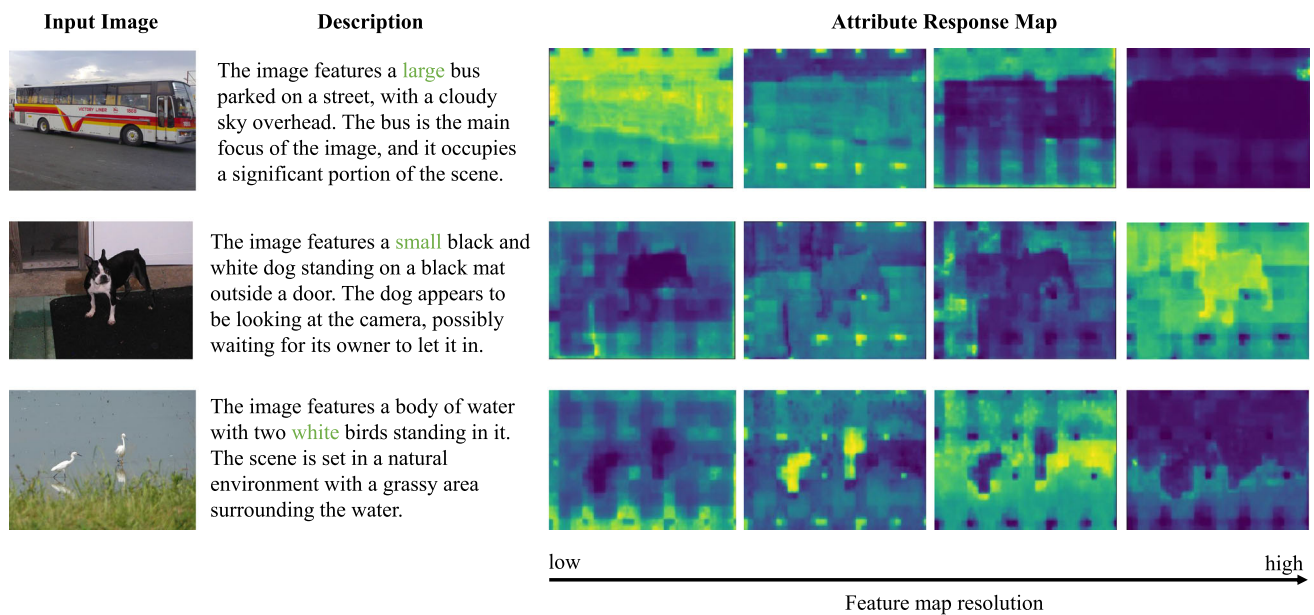 Input Image
Description
Attribute Response Map
The image features a large bus
parked on a street, with a cloudy
sky overhead. The bus is the main
focus of the image, and it occupies
a significant portion of the scene.
VICTORY LINER
The image features a small black and
white dog standing on a black mat
outside a door. The dog appears to
be looking at the camera, possibly
waiting for its owner to let it in.
The image features a body of water
with two white birds standing in it.
The scene is set in a natural
environment with a grassy area
surrounding the water.
low
high
Feature map resolution